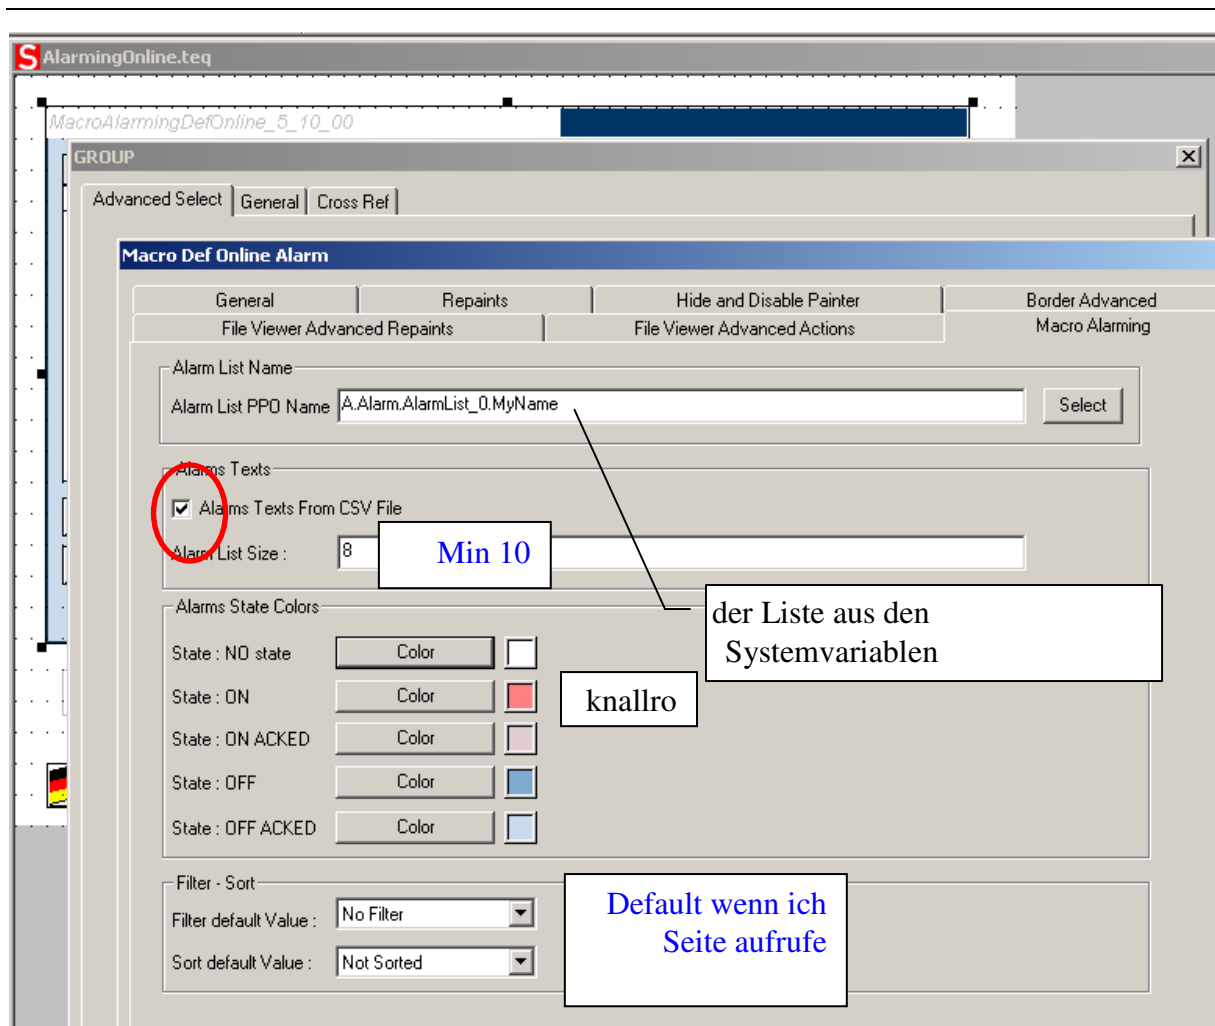 AlarmingOnline.teq
MacroAlarmingDefOnline_5_10_00
GROUP
Advanced Select General Cross Ref
Macro Def Online Alarm
General Repaints Hide and Disable Painter Border Advanced
File Viewer Advanced Repaints File Viewer Advanced Actions Macro Alarming
Alarm List Name
Alarm List PPO Name A.Alarm.AlarmList_0.MyName Select
Alarms Texts
Alarms Texts From CSV File
Alarm List Size : 8 Min 10
Alarms State Colors
der Liste aus den
Systemvariablen
State : NO state Color
State : ON Color knallro
State : ON ACKED Color
State : OFF Color
State : OFF ACKED Color
Filter - Sort
Filter default Value : No Filter
Sort default Value : Not Sorted
Default wenn ich
Seite aufrufe